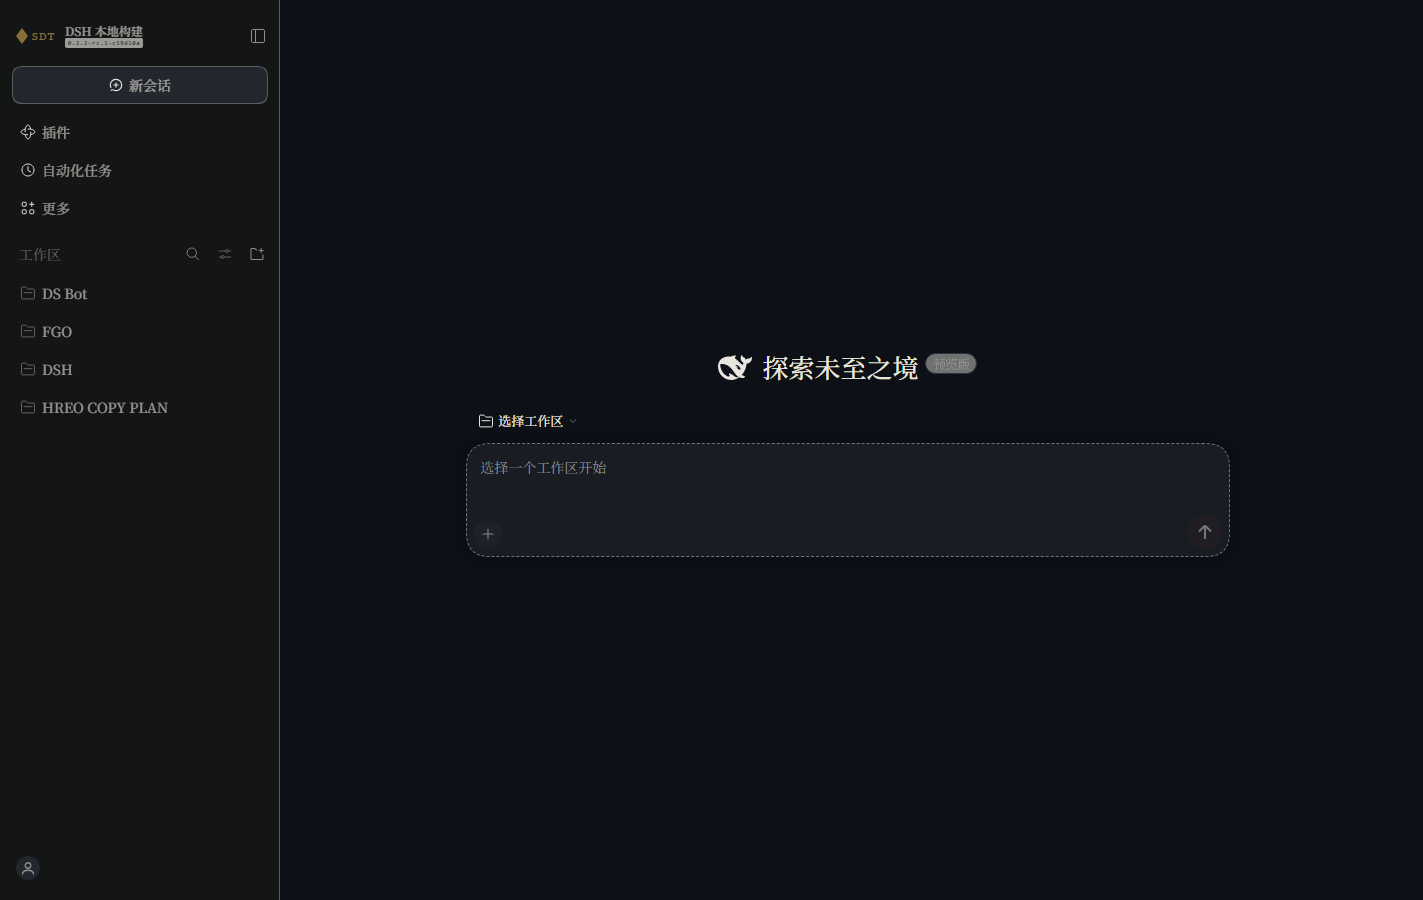 SDT
DSH 本地构建
新会话
插件
自动化任务
更多
工作区
DS Bot
FGO
DSH
HREO COPY PLAN
探索未至之境
预览版
选择工作区
选择一个工作区开始